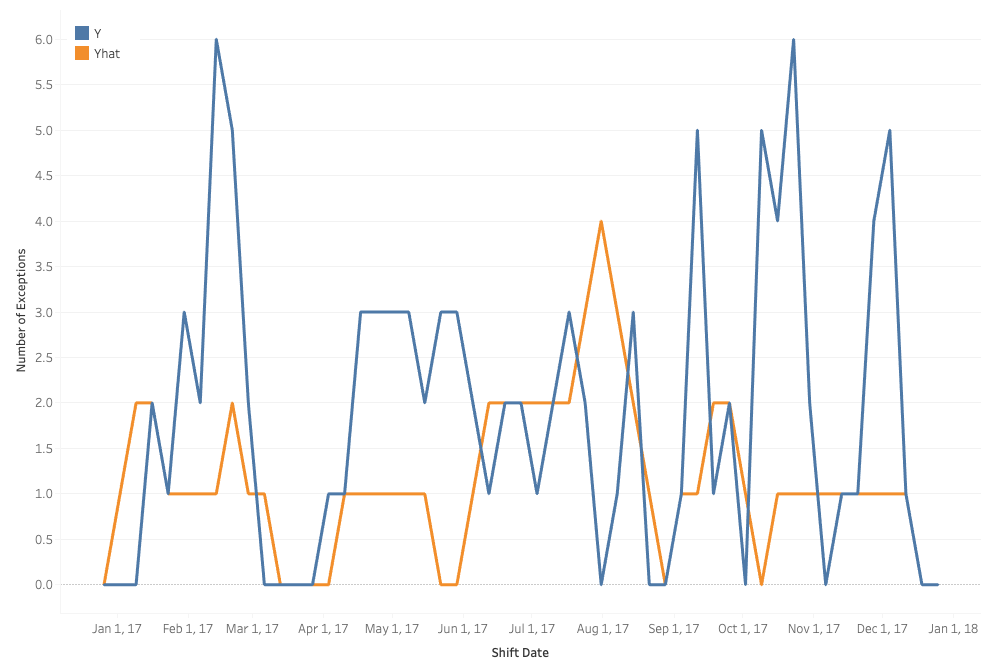 Y
Yhat
6.0
5.5
5.0
4.5
4.0
3.5
3.0
2.5
2.0
1.5
1.0
0.5
0.0
Number of Exceptions
Jan 1, 17 Feb 1, 17 Mar 1, 17 Apr 1, 17 May 1, 17 Jun 1, 17 Jul 1, 17 Aug 1, 17 Sep 1, 17 Oct 1, 17 Nov 1, 17 Dec 1, 17 Jan 1, 18
Shift Date